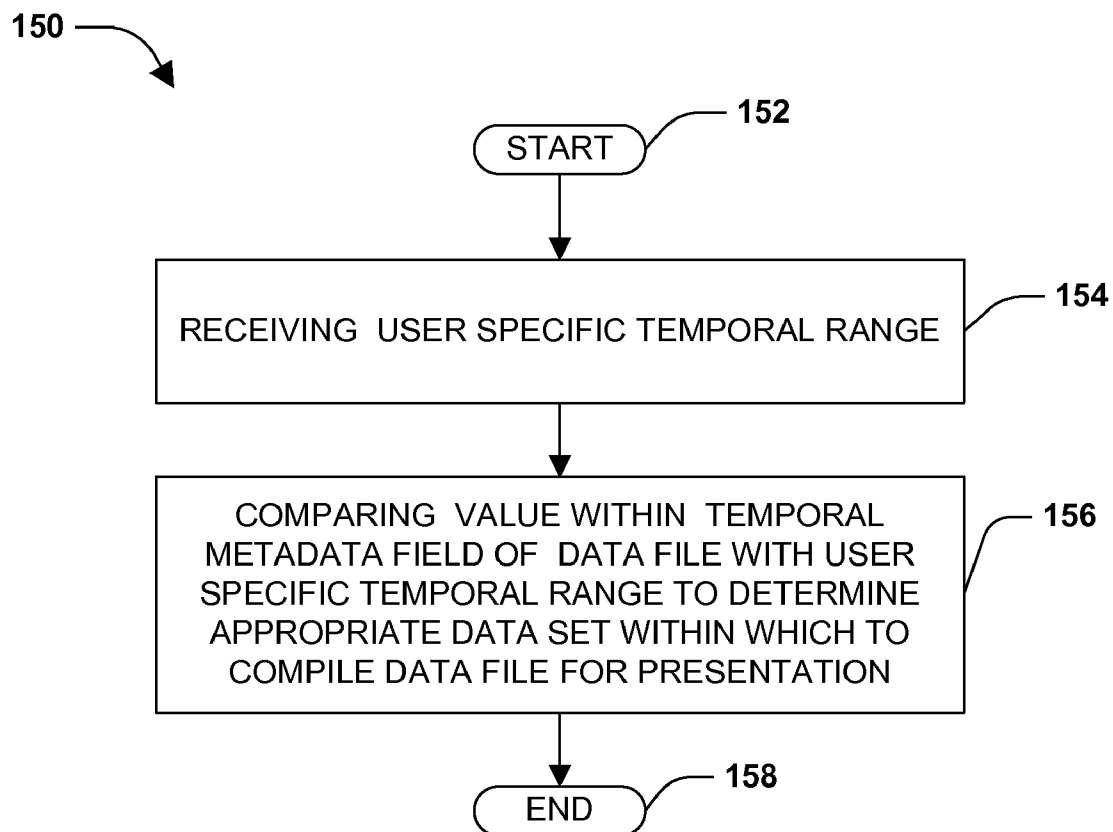 150
152
START
154
RECEIVING USER SPECIFIC TEMPORAL RANGE
156
COMPARING VALUE WITHIN TEMPORAL
METADATA FIELD OF DATA FILE WITH USER
SPECIFIC TEMPORAL RANGE TO DETERMINE
APPROPRIATE DATA SET WITHIN WHICH TO
COMPILE DATA FILE FOR PRESENTATION
158
END